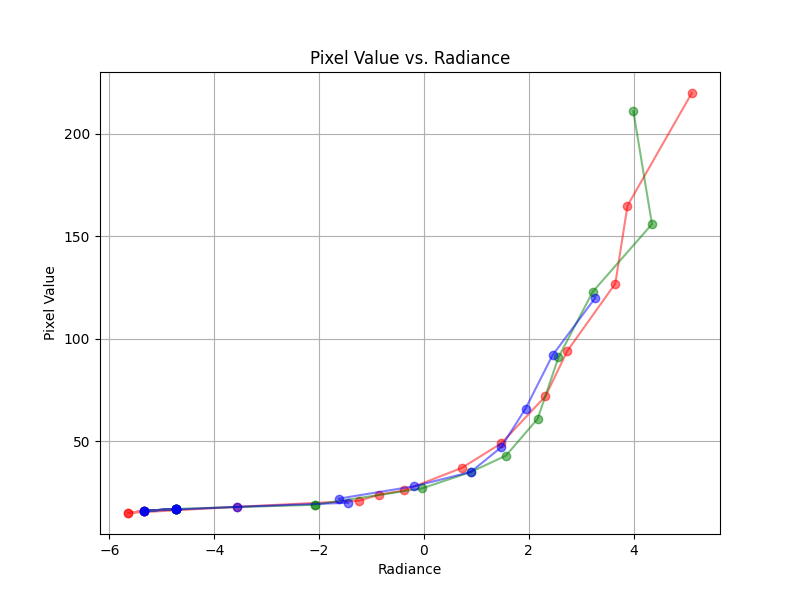 Pixel Value vs. Radiance
200
150
100
50
Pixel Value
−6 −4 −2 0 2 4
Radiance